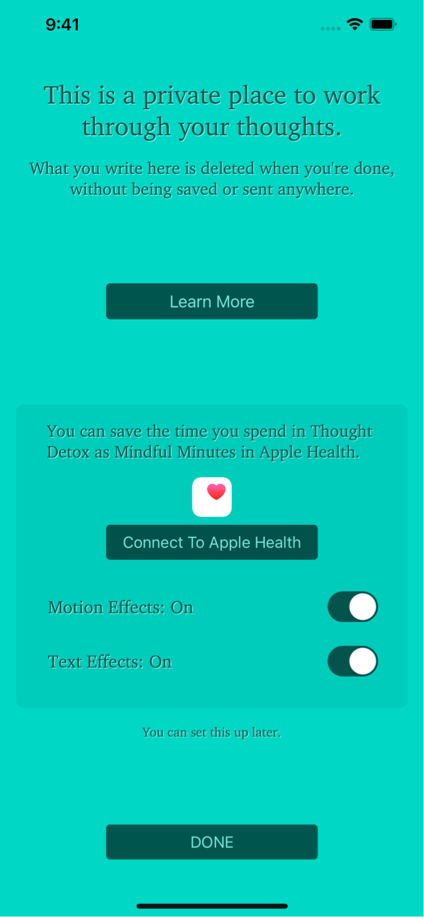 9:41
This is a private place to work
through your thoughts.
What you write here is deleted when you're done,
without being saved or sent anywhere.
Learn More
You can save the time you spend in Thought
Detox as Mindful Minutes in Apple Health.
Connect To Apple Health
Motion Effects: On
Text Effects: On
You can set this up later.
DONE